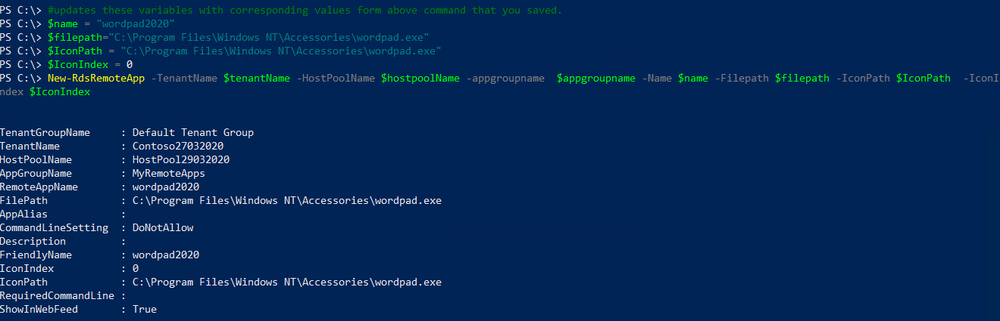 PS C:\> #updates these variables with corresponding values form above command that you saved.
PS C:\> $name = "wordpad2020"
PS C:\> $filepath="C:\Program Files\Windows NT\Accessories\wordpad.exe"
PS C:\> $IconPath = "C:\Program Files\Windows NT\Accessories\wordpad.exe"
PS C:\> $IconIndex = 0
PS C:\> New-RdsRemoteApp -TenantName $tenantName -HostPoolName $hostpoolName -appgroupname  $appgroupname -Name $name -Filepath $filepath -IconPath $IconPath  -IconI
ndex $IconIndex
TenantGroupName     : Default Tenant Group
TenantName          : Contoso27032020
HostPoolName        : HostPool29032020
AppGroupName        : MyRemoteApps
RemoteAppName       : wordpad2020
FilePath            : C:\Program Files\Windows NT\Accessories\wordpad.exe
AppAlias            :
CommandLineSetting  : DoNotAllow
Description         :
FriendlyName        : wordpad2020
IconIndex           : 0
IconPath            : C:\Program Files\Windows NT\Accessories\wordpad.exe
RequiredCommandLine :
ShowInWebFeed       : True